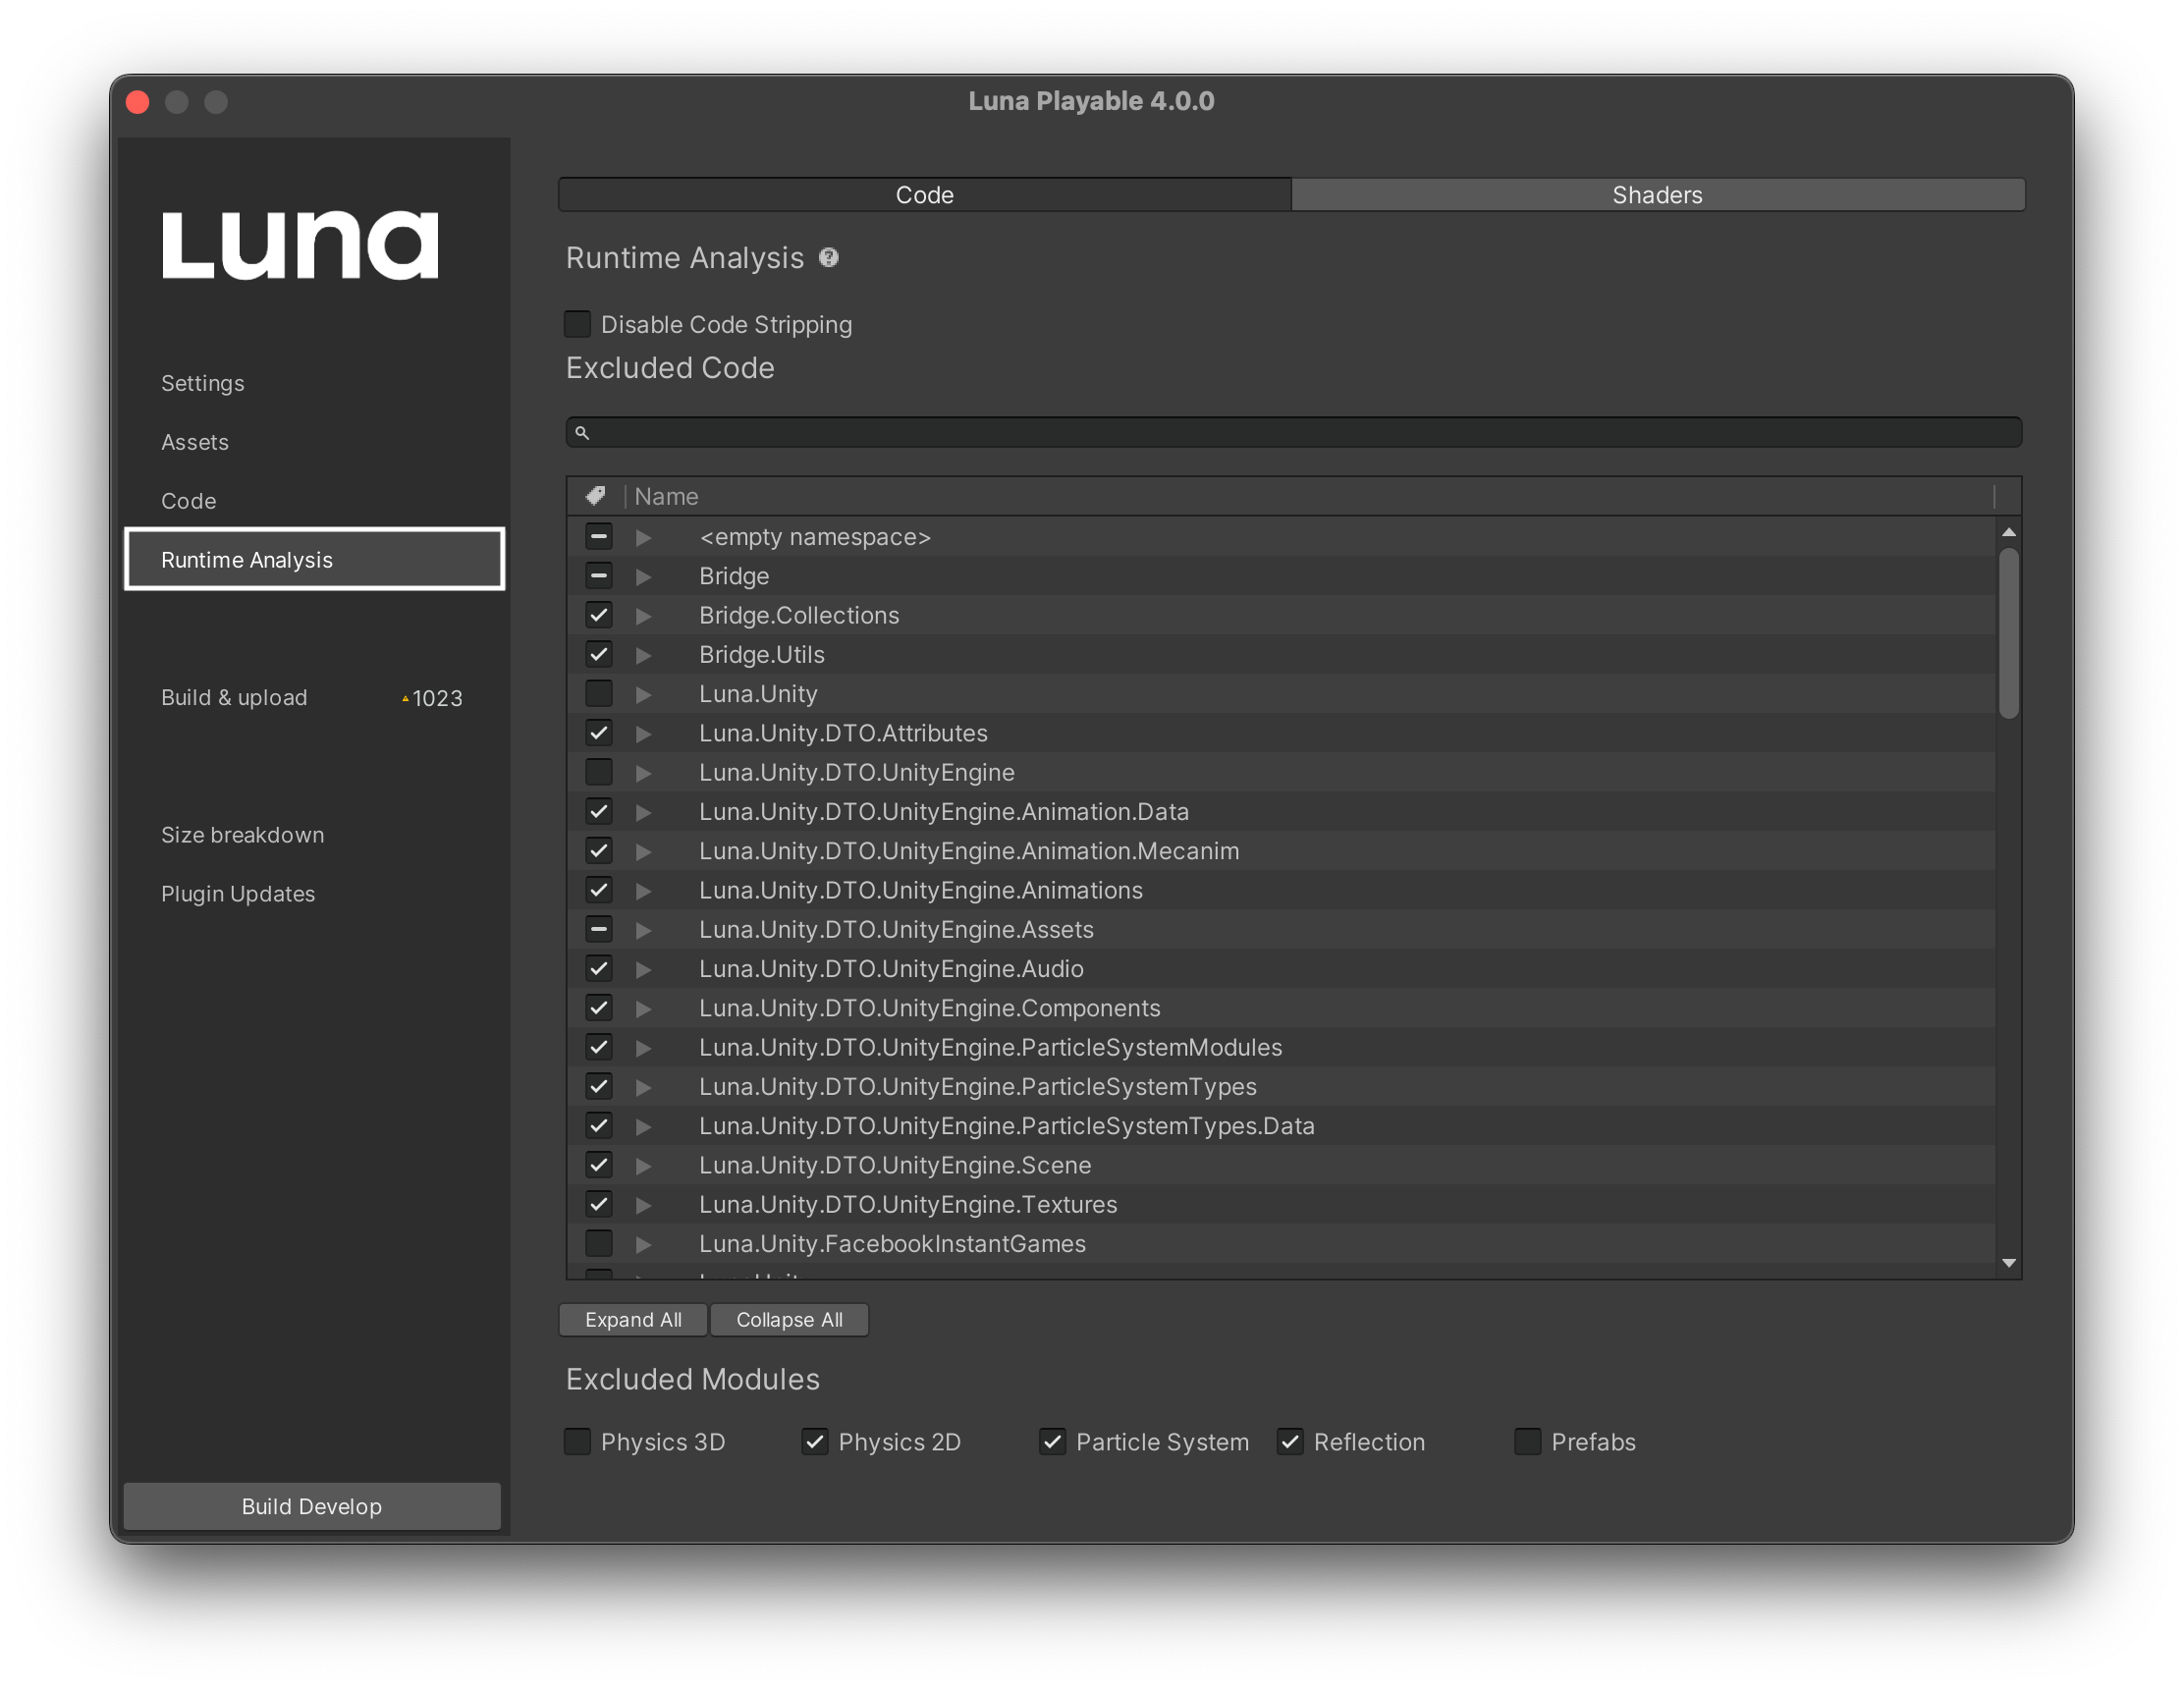 Luna Playable 4.0.0
Luna
Settings
Assets
Code
Runtime Analysis
Build & upload 1023
Size breakdown
Plugin Updates
Build Develop
Code Shaders
Runtime Analysis
Disable Code Stripping
Excluded Code
Name
<empty namespace>
Bridge
Bridge.Collections
Bridge.Utils
Luna.Unity
Luna.Unity.DTO.Attributes
Luna.Unity.DTO.UnityEngine
Luna.Unity.DTO.UnityEngine.Animation.Data
Luna.Unity.DTO.UnityEngine.Animation.Mecanim
Luna.Unity.DTO.UnityEngine.Animations
Luna.Unity.DTO.UnityEngine.Assets
Luna.Unity.DTO.UnityEngine.Audio
Luna.Unity.DTO.UnityEngine.Components
Luna.Unity.DTO.UnityEngine.ParticleSystemModules
Luna.Unity.DTO.UnityEngine.ParticleSystemTypes
Luna.Unity.DTO.UnityEngine.ParticleSystemTypes.Data
Luna.Unity.DTO.UnityEngine.Scene
Luna.Unity.DTO.UnityEngine.Textures
Luna.Unity.FacebookInstantGames
Expand All Collapse All
Excluded Modules
Physics 3D Physics 2D Particle System Reflection Prefabs